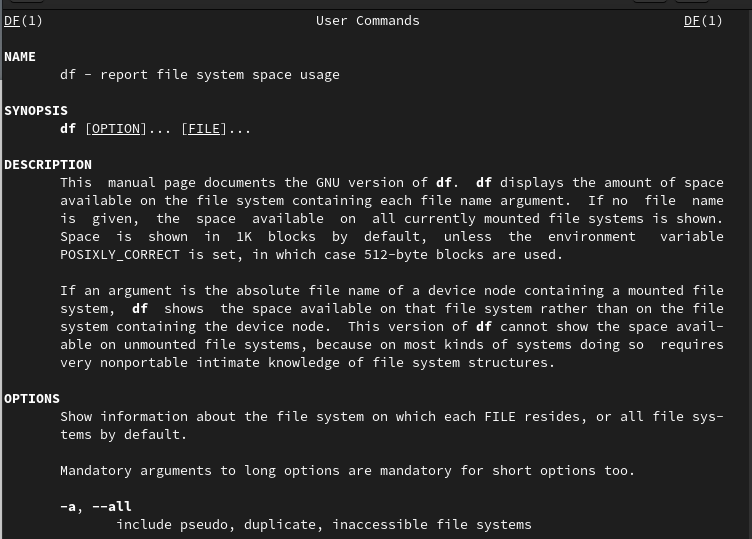 DF(1) User Commands DF(1)
NAME
df - report file system space usage
SYNOPSIS
df [OPTION]... [FILE]...
DESCRIPTION
This manual page documents the GNU version of df. df displays the amount of space
available on the file system containing each file name argument. If no file name
is given, the space available on all currently mounted file systems is shown.
Space is shown in 1K blocks by default, unless the environment variable
POSIXLY_CORRECT is set, in which case 512-byte blocks are used.
If an argument is the absolute file name of a device node containing a mounted file
system, df shows the space available on that file system rather than on the file
system containing the device node. This version of df cannot show the space avail-
able on unmounted file systems, because on most kinds of systems doing so requires
very nonportable intimate knowledge of file system structures.
OPTIONS
Show information about the file system on which each FILE resides, or all file sys-
tems by default.
Mandatory arguments to long options are mandatory for short options too.
-a, --all
include pseudo, duplicate, inaccessible file systems